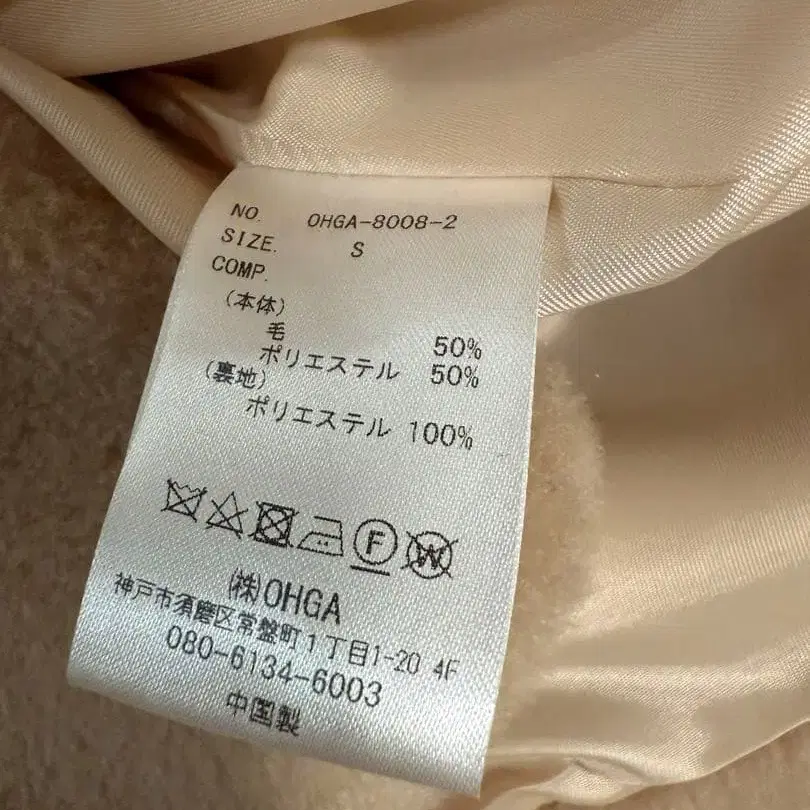 NO. OHGA-8008-2
SIZE. S
COMP.
(本体)
毛 50%
ポリエステル 50%
(裏地)
ポリエステル 100%
F W
(株)OHGA
神戸市須磨区常盤町1丁目1-20 4F
080-6134-6003
中国製